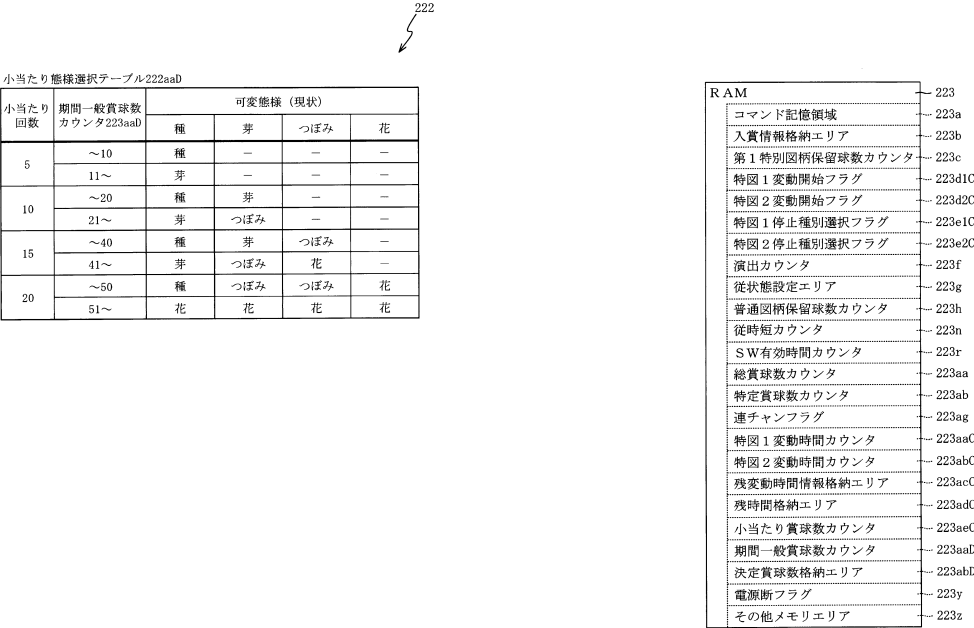 222
小当たり態様選択テーブル222aaD
小当たり回数 期間一般賞球数カウンタ223aaD 可変態様（現状）
種 芽 つぼみ 花
5 ～10 種 － － －
11～ 芽 － － －
10 ～20 種 芽 － －
21～ 芽 つぼみ － －
15 ～40 種 芽 つぼみ －
41～ 芽 つぼみ 花 －
20 ～50 種 つぼみ つぼみ 花
51～ 花 花 花 花
RAM 223
コマンド記憶領域 223a
入賞情報格納エリア 223b
第１特別図柄保留球数カウンタ 223c
特図１変動開始フラグ 223d1C
特図２変動開始フラグ 223d2C
特図１停止種別選択フラグ 223e1C
特図２停止種別選択フラグ 223e2C
演出カウンタ 223f
従状態設定エリア 223g
普通図柄保留球数カウンタ 223h
従時短カウンタ 223n
ＳＷ有効時間カウンタ 223r
総賞球数カウンタ 223aa
特定賞球数カウンタ 223ab
連チャンフラグ 223ag
特図１変動時間カウンタ 223aaC
特図２変動時間カウンタ 223abC
残変動時間情報格納エリア 223acC
残時間格納エリア 223adC
小当たり賞球数カウンタ 223aeC
期間一般賞球数カウンタ 223aaD
決定賞球数格納エリア 223abD
電源断フラグ 223y
その他メモリエリア 223z